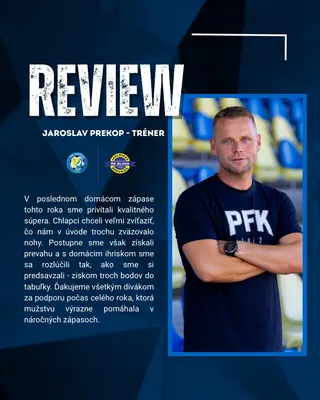 REVIEW
JAROSLAV PREKOP - TRÉNER
V poslednom domácom zápase
tohto roka sme privítali kvalitného
súpera. Chlapci chceli veľmi zvíťaziť,
čo nám v úvode trochu zväzovalo
nohy. Postupne sme však získali
prevahu a s domácim ihriskom sme
sa rozlúčili tak, ako sme si
predsavzali - ziskom troch bodov do
tabuľky. Ďakujeme všetkým divákom
za podporu počas celého roka, ktorá
mužstvu výrazne pomáhala v
náročných zápasoch.
PFK